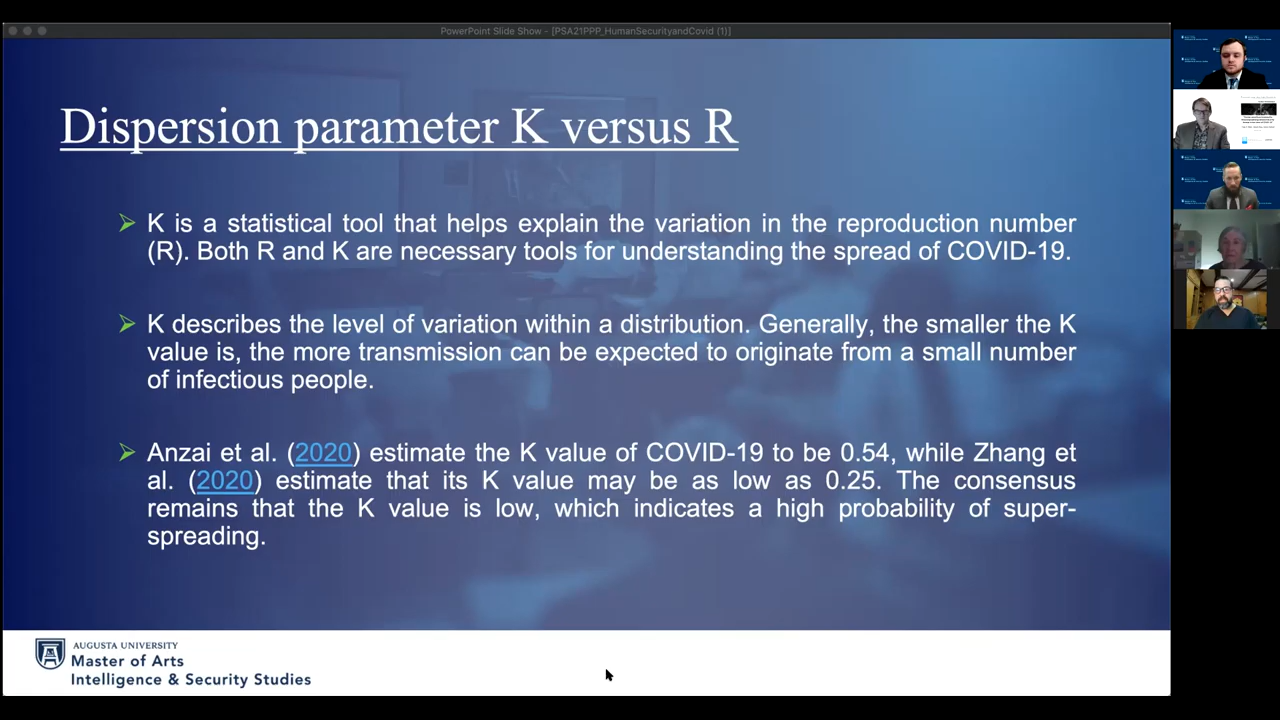 PowerPoint Slide Show - [PSA21PPP_HumanSecurityandCovid (1)]
Dispersion parameter K versus R
K is a statistical tool that helps explain the variation in the reproduction number
(R). Both R and K are necessary tools for understanding the spread of COVID-19.
K describes the level of variation within a distribution. Generally, the smaller the K
value is, the more transmission can be expected to originate from a small number
of infectious people.
Anzai et al. (2020) estimate the K value of COVID-19 to be 0.54, while Zhang et
al. (2020) estimate that its K value may be as low as 0.25. The consensus
remains that the K value is low, which indicates a high probability of super-
spreading.
AUGUSTA UNIVERSITY
Master of Arts
Intelligence & Security Studies